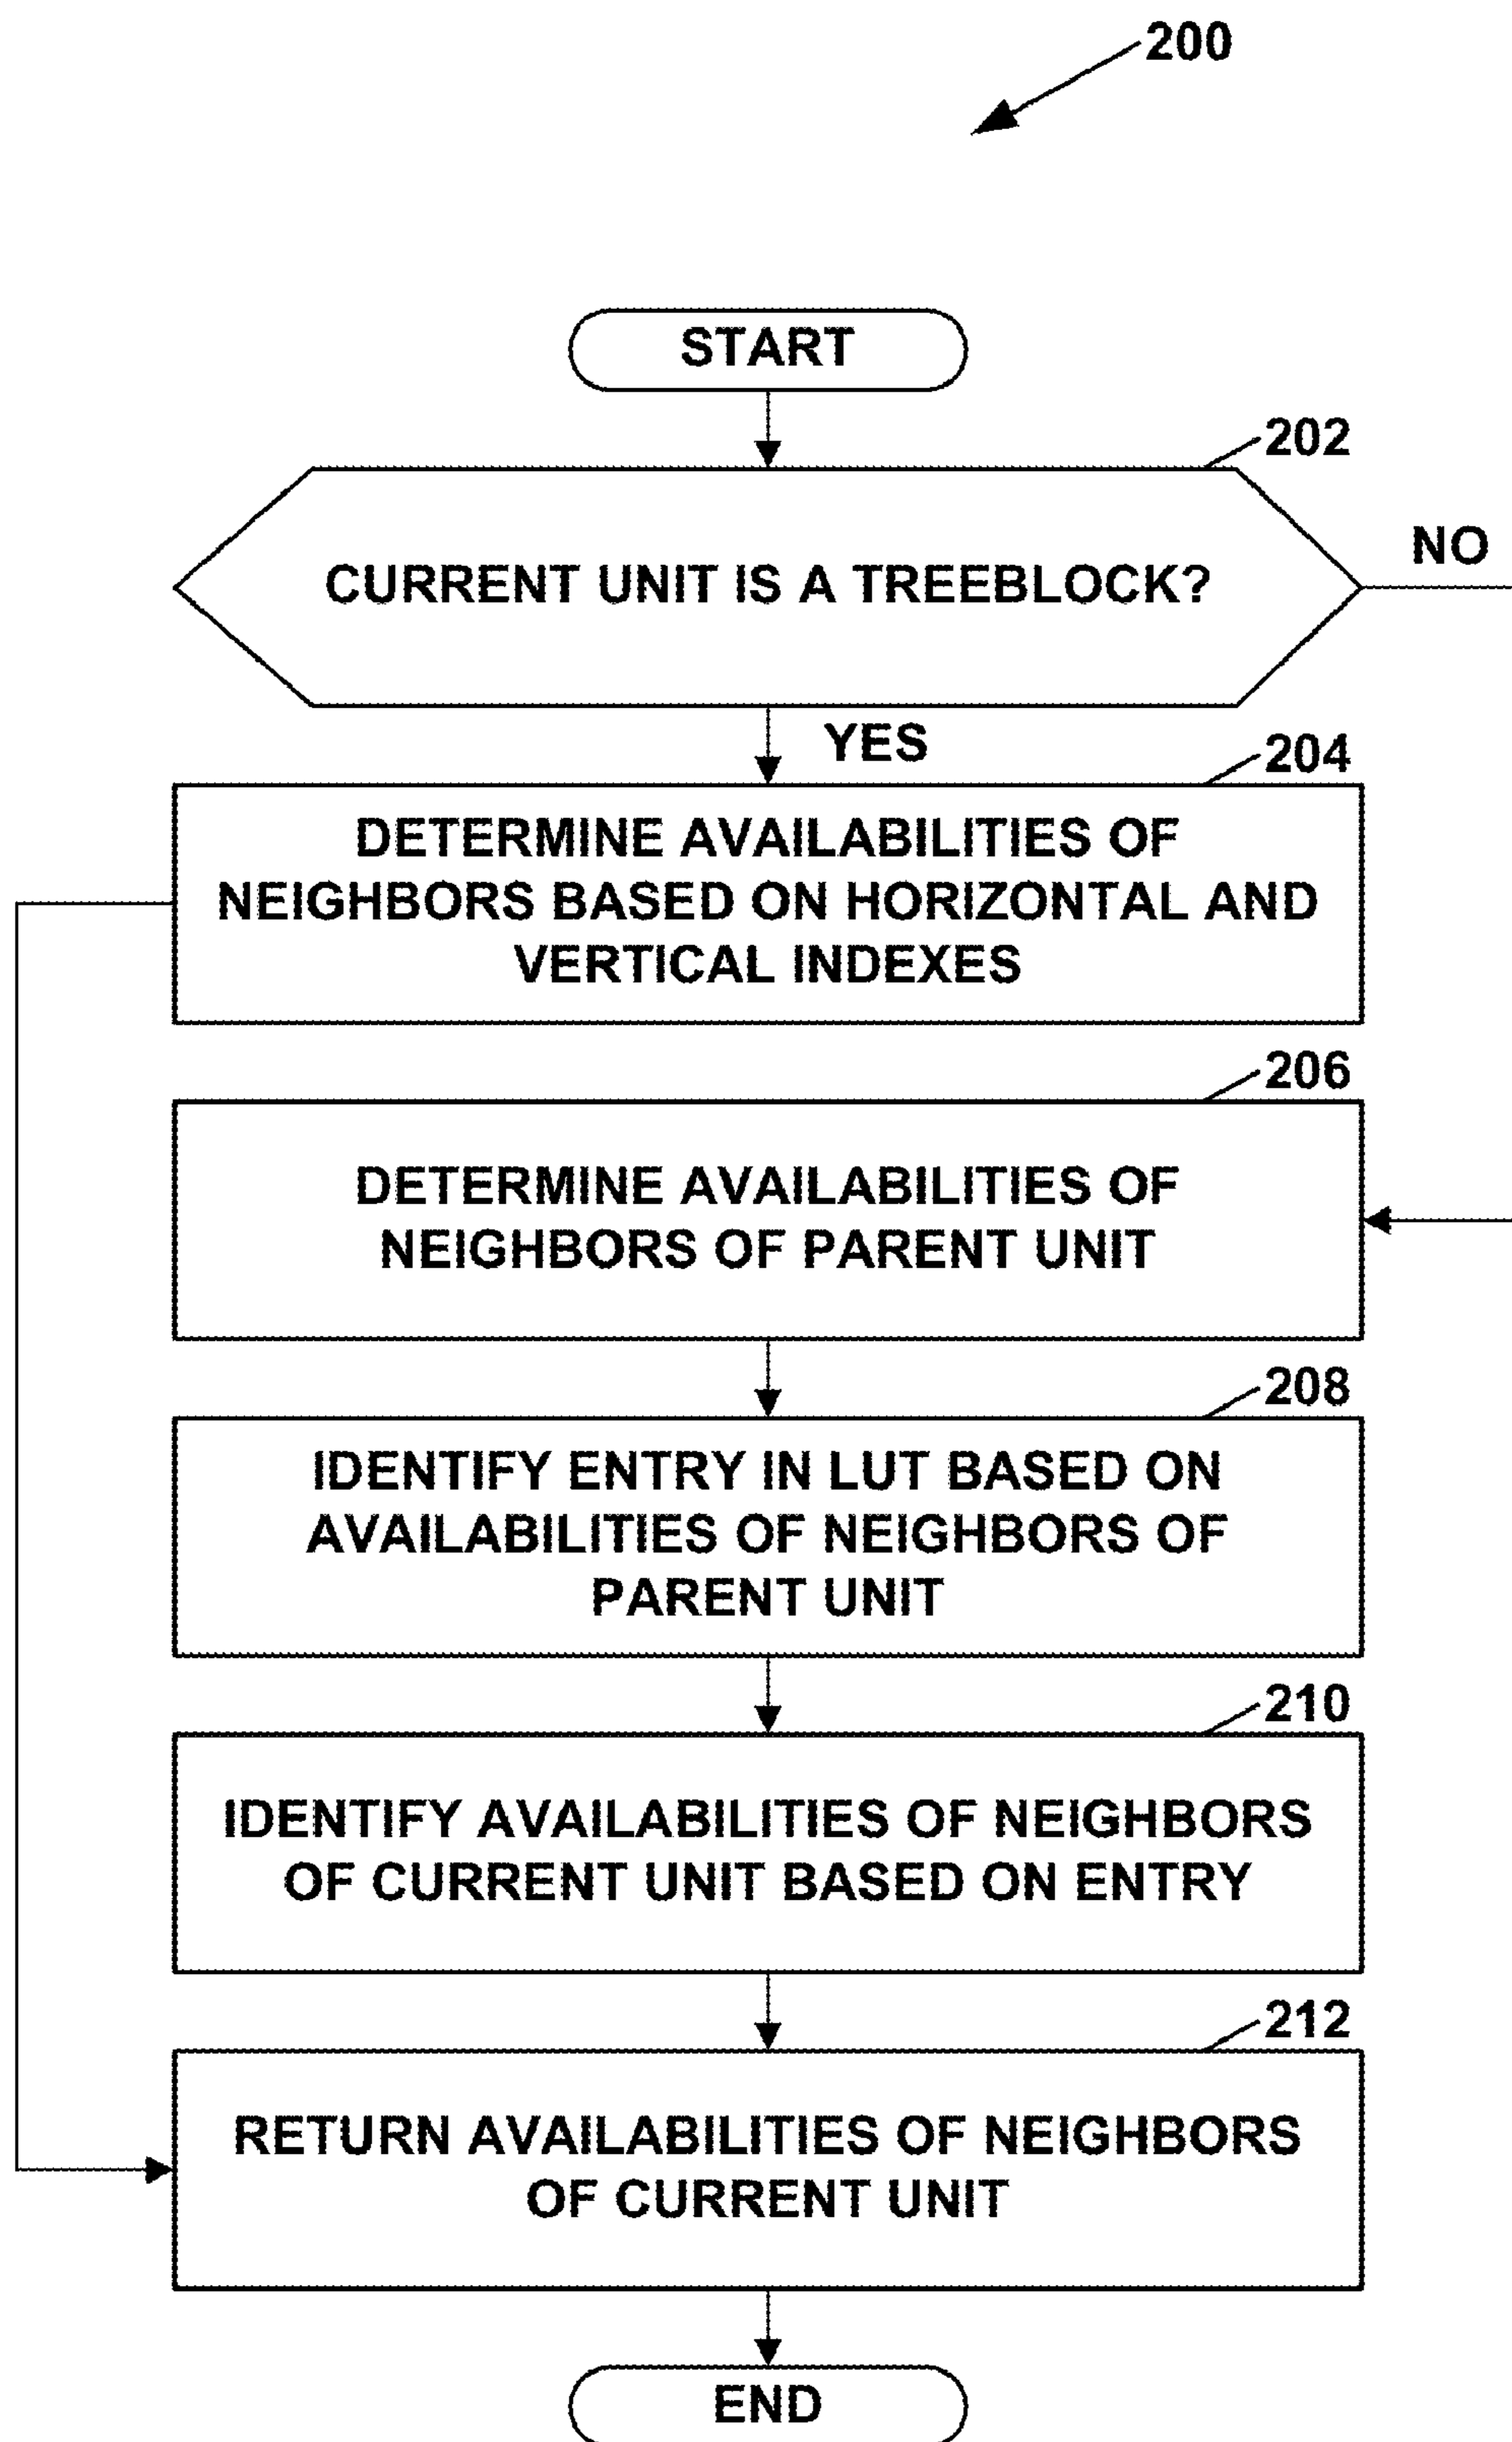 200
START
202
CURRENT UNIT IS A TREEBLOCK?
NO
YES
204
DETERMINE AVAILABILITIES OF
NEIGHBORS BASED ON HORIZONTAL AND
VERTICAL INDEXES
206
DETERMINE AVAILABILITIES OF
NEIGHBORS OF PARENT UNIT
208
IDENTIFY ENTRY IN LUT BASED ON
AVAILABILITIES OF NEIGHBORS OF
PARENT UNIT
210
IDENTIFY AVAILABILITIES OF NEIGHBORS
OF CURRENT UNIT BASED ON ENTRY
212
RETURN AVAILABILITIES OF NEIGHBORS
OF CURRENT UNIT
END